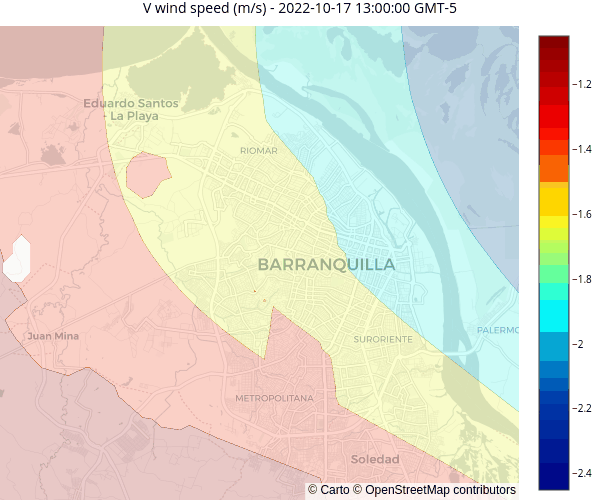 V wind speed (m/s) - 2022-10-17 13:00:00 GMT-5
Eduardo Santos
La Playa
RIOMAR
BARRANQUILLA
SURORIENTE
PALERMO
Juan Mina
METROPOLITANA
Soledad
© Carto © OpenStreetMap contributors
−1.2
−1.4
−1.6
−1.8
−2
−2.2
−2.4